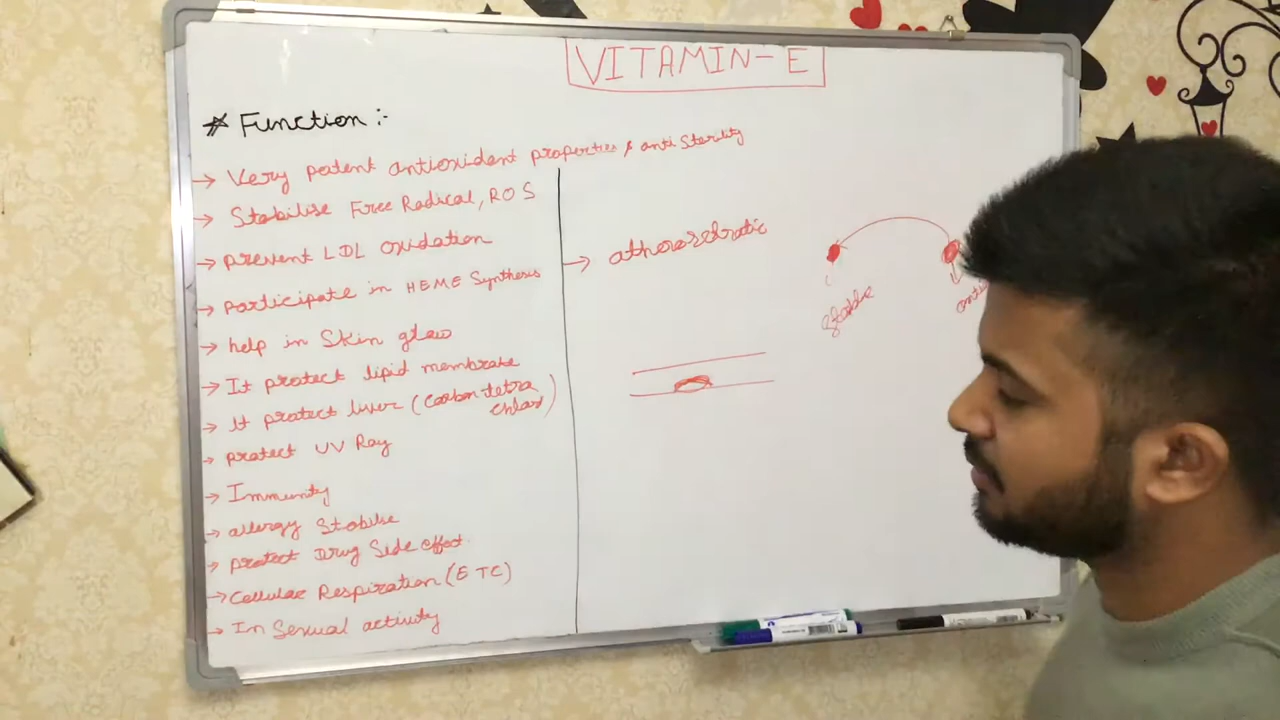 VITAMIN-E
# Function :-
→ Very potent antioxident properties & anti Sterility
→ Stabilise Free Radical, ROS
→ prevent LDL oxidation
→ participate in HEME Synthesis
→ help in Skin glow
→ It protect lipid membrane
→ It protect liver (Carbon tetra
chlor)
→ protect UV Ray
→ Immunity
→ allergy Stabilise
→ protect Drug Side effect.
→ Cellular Respiration (ETC)
→ In Sexual activity
→
Stable